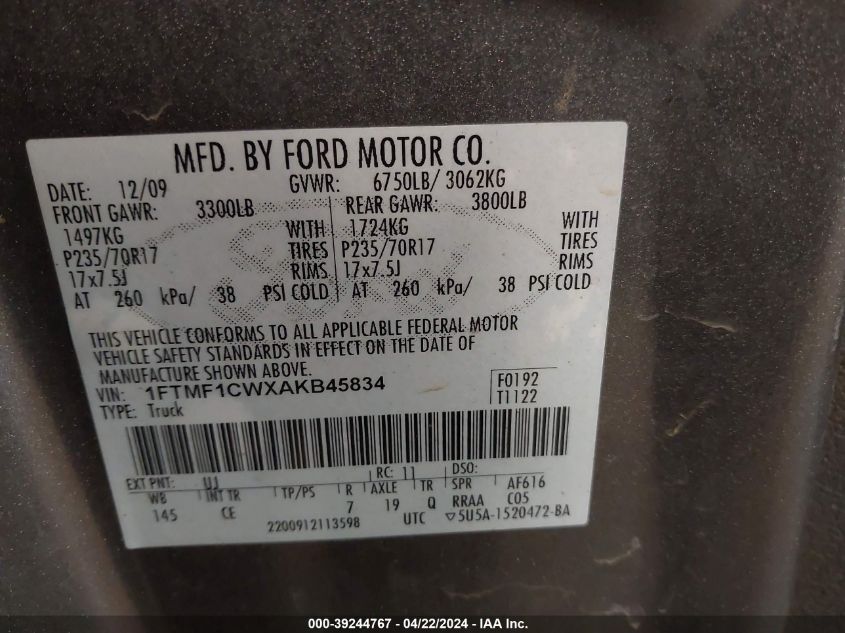 MFD. BY FORD MOTOR CO.
DATE: 12/09 GVWR: 6750LB/ 3062KG
FRONT GAWR: 3300LB REAR GAWR: 3800LB
1497KG WITH 1724KG WITH
P235/70R17 TIRES P235/70R17 TIRES
17x7.5J RIMS 17x7.5J RIMS
AT 260 kPa/ 38 PSI COLD AT 260 kPa/ 38 PSI COLD
THIS VEHICLE CONFORMS TO ALL APPLICABLE FEDERAL MOTOR
VEHICLE SAFETY STANDARDS IN EFFECT ON THE DATE OF
MANUFACTURE SHOWN ABOVE.
VIN: 1FTMF1CWXAKB45834 F0192
TYPE: Truck T1122
EXT PNT: UJ RC: 11 DSO:
WB INT TR TP/PS R AXLE TR SPR AF616
145 CE 7 19 Q RRAA C05
2200912113598 UTC ▽5U5A-1520472-BA
000-39244767 - 04/22/2024 - IAA Inc.